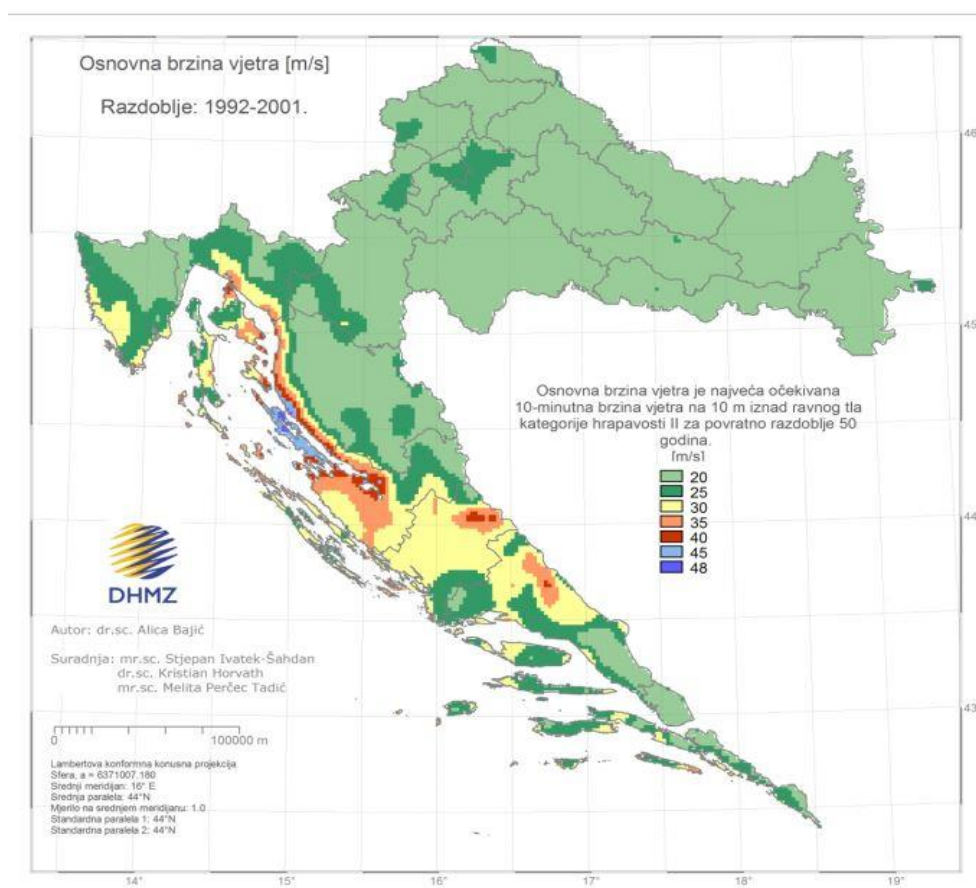 Osnovna brzina vjetra [m/s]
Razdoblje: 1992-2001.
46
45
Osnovna brzina vjetra je najveća očekivana
10-minutna brzina vjetra na 10 m iznad ravnog tla
kategorije hrapavosti II za povratno razdoblje 50
godina.
[m/s]
20
25
30
35
40
45
48
44
DHMZ
Autor: dr.sc. Alica Bajić
Suradnja: mr.sc. Stjepan Ivatek-Šahdan
dr.sc. Kristian Horvath
mr.sc. Melita Perčec Tadić
43
0 100000 m
Lambertova konformna konusna projekcija
Sfera, a = 6371007.180
Srednji meridijan: 16° E
Srednja paralela: 44°N
Mjerilo na srednjem meridijanu: 1.0
Standardna paralela 1: 44°N
Standardna paralela 2: 44°N
14° 15° 16° 17° 18° 19°